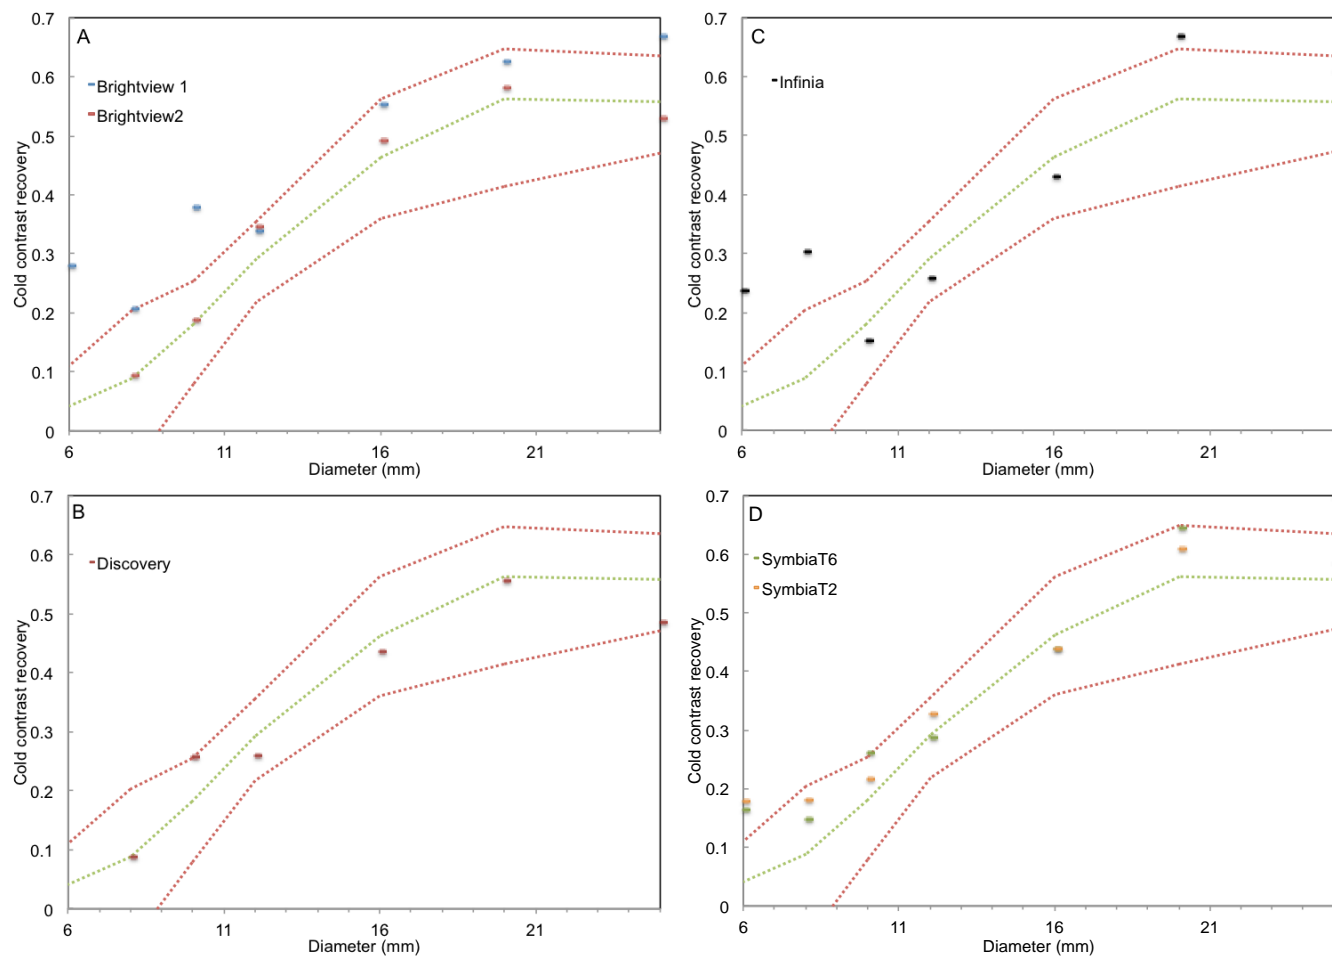 A
Brightview 1
Brightview2
Cold contrast recovery
0.7
0.6
0.5
0.4
0.3
0.2
0.1
0
6
11
16
21
Diameter (mm)
C
Infinia
Cold contrast recovery
0.7
0.6
0.5
0.4
0.3
0.2
0.1
0
6
11
16
21
Diameter (mm)
B
Discovery
Cold contrast recovery
0.7
0.6
0.5
0.4
0.3
0.2
0.1
0
6
11
16
21
Diameter (mm)
D
SymbiaT6
SymbiaT2
Cold contrast recovery
0.7
0.6
0.5
0.4
0.3
0.2
0.1
0
6
11
16
21
Diameter (mm)